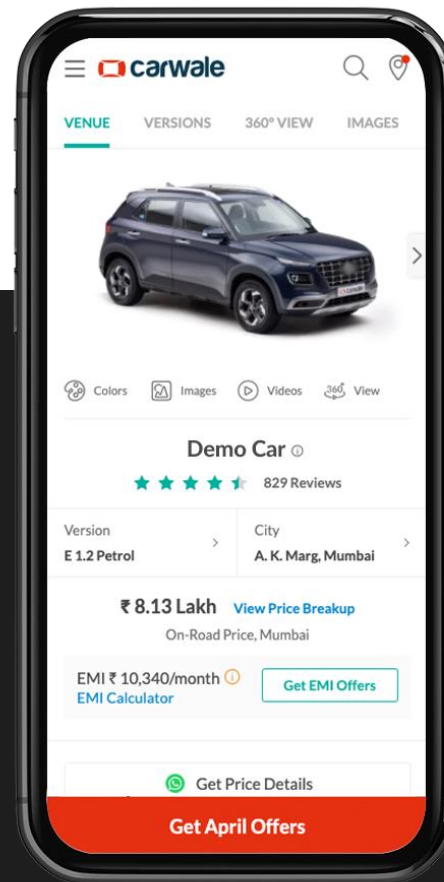 carwale
VENUE VERSIONS 360° VIEW IMAGES
Colors Images Videos 360° View
Demo Car
829 Reviews
Version
E 1.2 Petrol
City
A. K. Marg, Mumbai
₹ 8.13 Lakh View Price Breakup
On-Road Price, Mumbai
EMI ₹ 10,340/month
EMI Calculator
Get EMI Offers
Get Price Details
Get April Offers